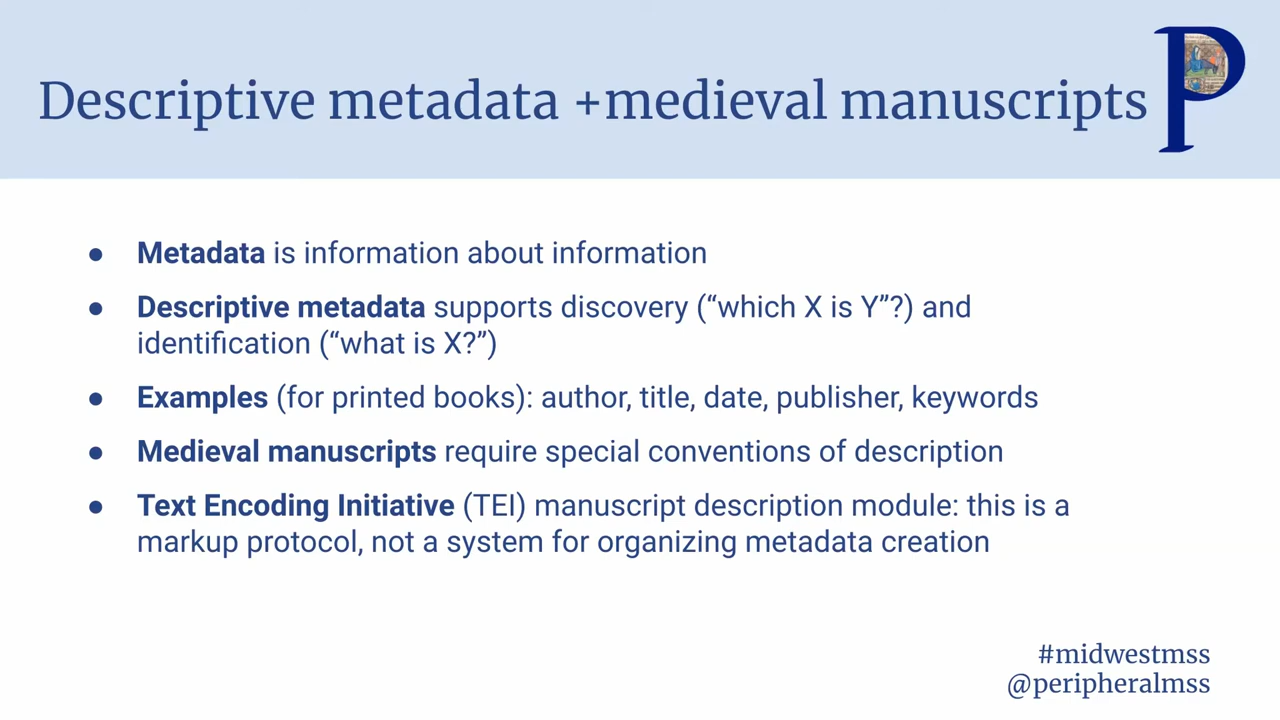 Descriptive metadata +medieval manuscripts
P
● Metadata is information about information
● Descriptive metadata supports discovery (“which X is Y”?) and
identification (“what is X?”)
● Examples (for printed books): author, title, date, publisher, keywords
● Medieval manuscripts require special conventions of description
● Text Encoding Initiative (TEI) manuscript description module: this is a
markup protocol, not a system for organizing metadata creation
#midwestmss
@peripheralmss